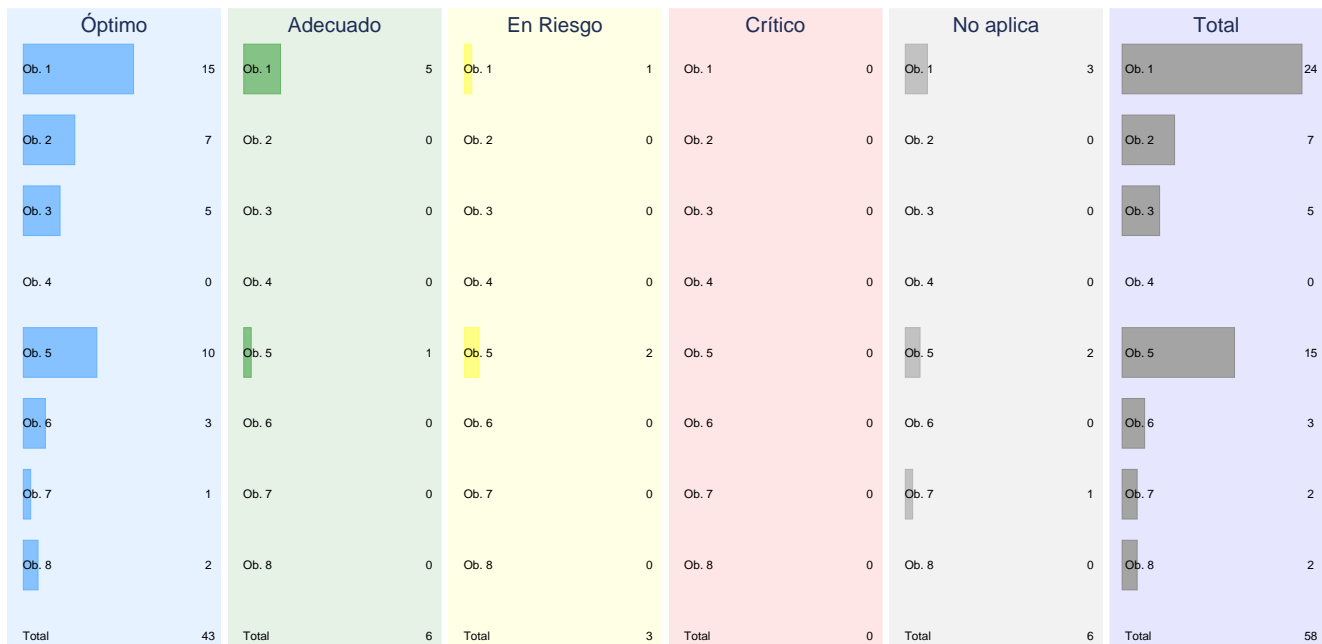 Óptimo Adecuado En Riesgo Crítico No aplica Total
Ob. 1 15 Ob. 1 5 Ob. 1 1 Ob. 1 0 Ob. 1 3 Ob. 1 24
Ob. 2 7 Ob. 2 0 Ob. 2 0 Ob. 2 0 Ob. 2 0 Ob. 2 7
Ob. 3 5 Ob. 3 0 Ob. 3 0 Ob. 3 0 Ob. 3 0 Ob. 3 5
Ob. 4 0 Ob. 4 0 Ob. 4 0 Ob. 4 0 Ob. 4 0 Ob. 4 0
Ob. 5 10 Ob. 5 1 Ob. 5 2 Ob. 5 0 Ob. 5 2 Ob. 5 15
Ob. 6 3 Ob. 6 0 Ob. 6 0 Ob. 6 0 Ob. 6 0 Ob. 6 3
Ob. 7 1 Ob. 7 0 Ob. 7 0 Ob. 7 0 Ob. 7 1 Ob. 7 2
Ob. 8 2 Ob. 8 0 Ob. 8 0 Ob. 8 0 Ob. 8 0 Ob. 8 2
Total 43 Total 6 Total 3 Total 0 Total 6 Total 58